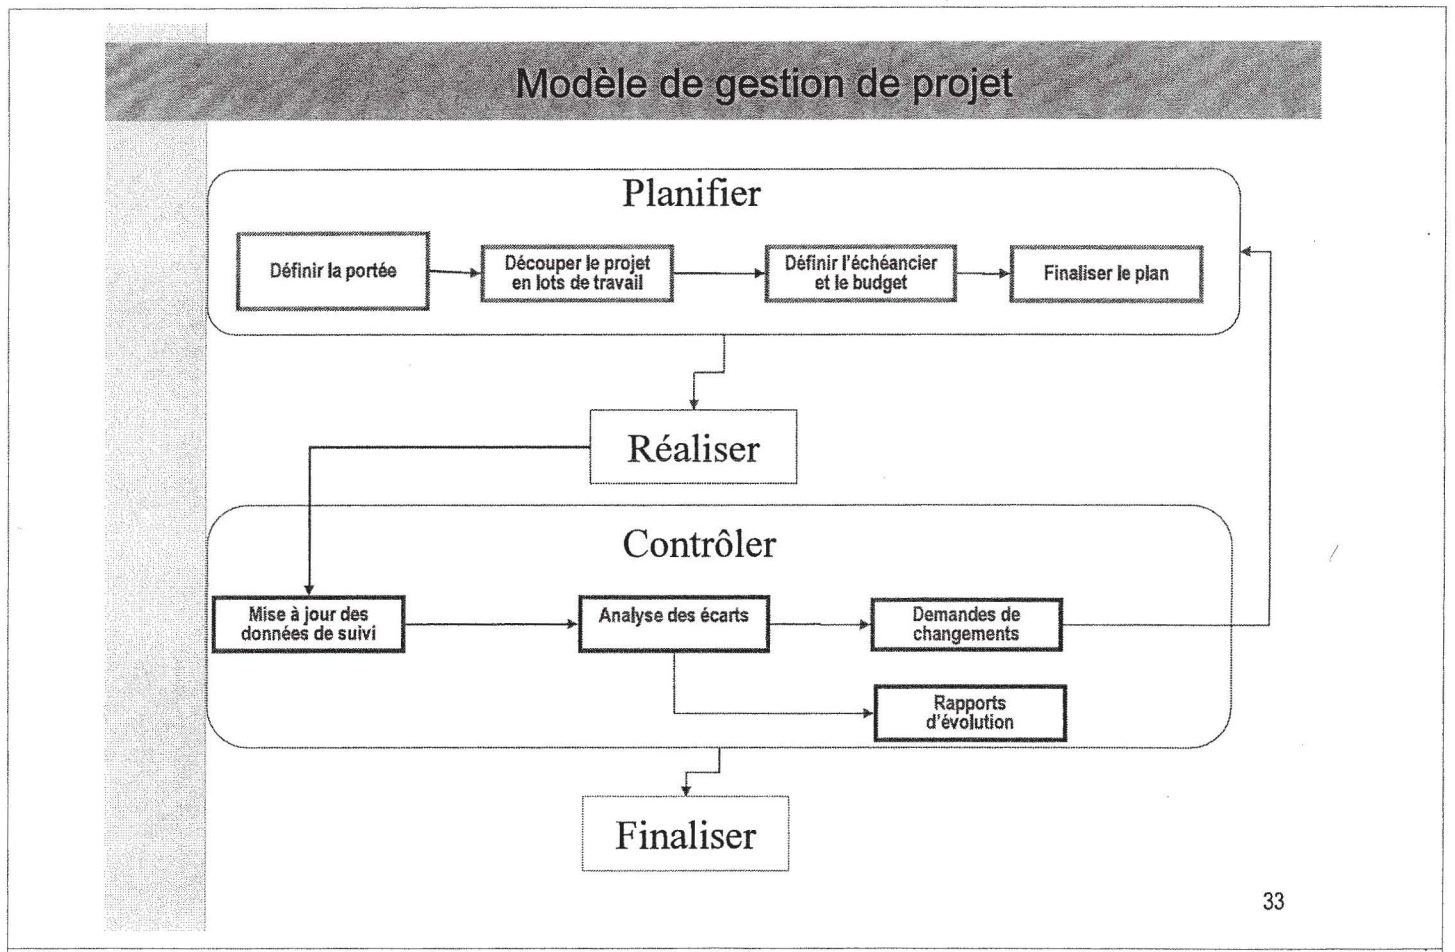 Modèle de gestion de projet
Planifier
Définir la portée
Découper le projet
en lots de travail
Définir l'échéancier
et le budget
Finaliser le plan
Réaliser
Contrôler
Mise à jour des
données de suivi
Analyse des écarts
Demandes de
changements
Rapports
d'évolution
Finaliser
33